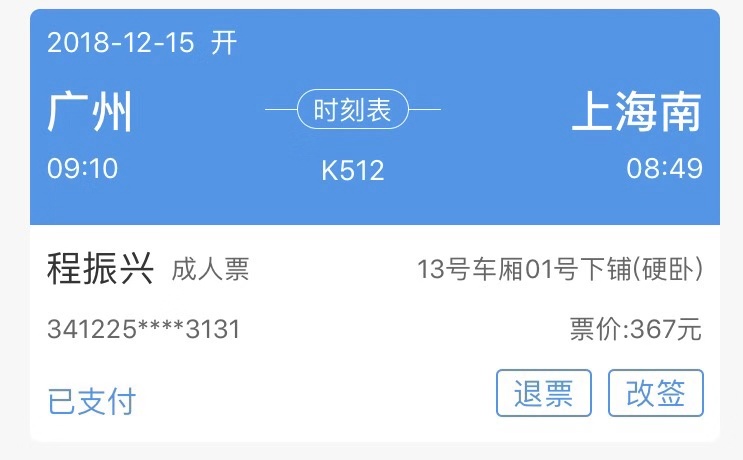 2018-12-15 开
广州 时刻表 上海南
09:10 K512 08:49
程振兴 成人票 13号车厢01号下铺(硬卧)
341225****3131 票价:367元
已支付 退票 改签